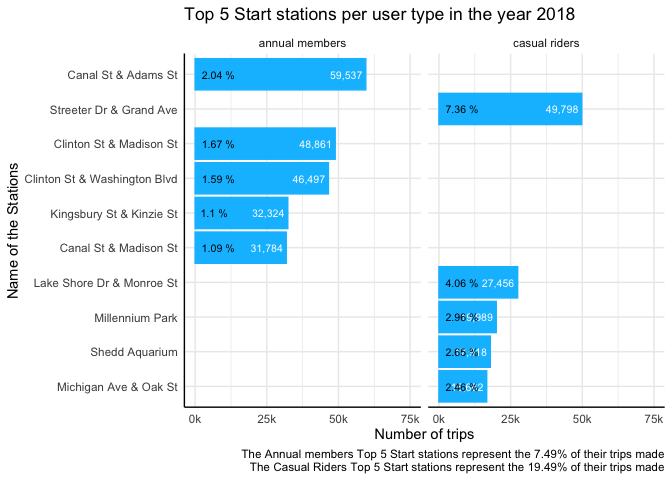 Top 5 Start stations per user type in the year 2018
annual members
casual riders
Name of the Stations
Canal St & Adams St
2.04 %
59,537
Streeter Dr & Grand Ave
7.36 %
49,798
Clinton St & Madison St
1.67 %
48,861
Clinton St & Washington Blvd
1.59 %
46,497
Kingsbury St & Kinzie St
1.1 %
32,324
Canal St & Madison St
1.09 %
31,784
Lake Shore Dr & Monroe St
4.06 %
27,456
Millennium Park
2.96 %
Shedd Aquarium
2.65 %
Michigan Ave & Oak St
2.46 %
0k 25k 50k 75k 0k 25k 50k 75k
Number of trips
The Annual members Top 5 Start stations represent the 7.49% of their trips made
The Casual Riders Top 5 Start stations represent the 19.49% of their trips made